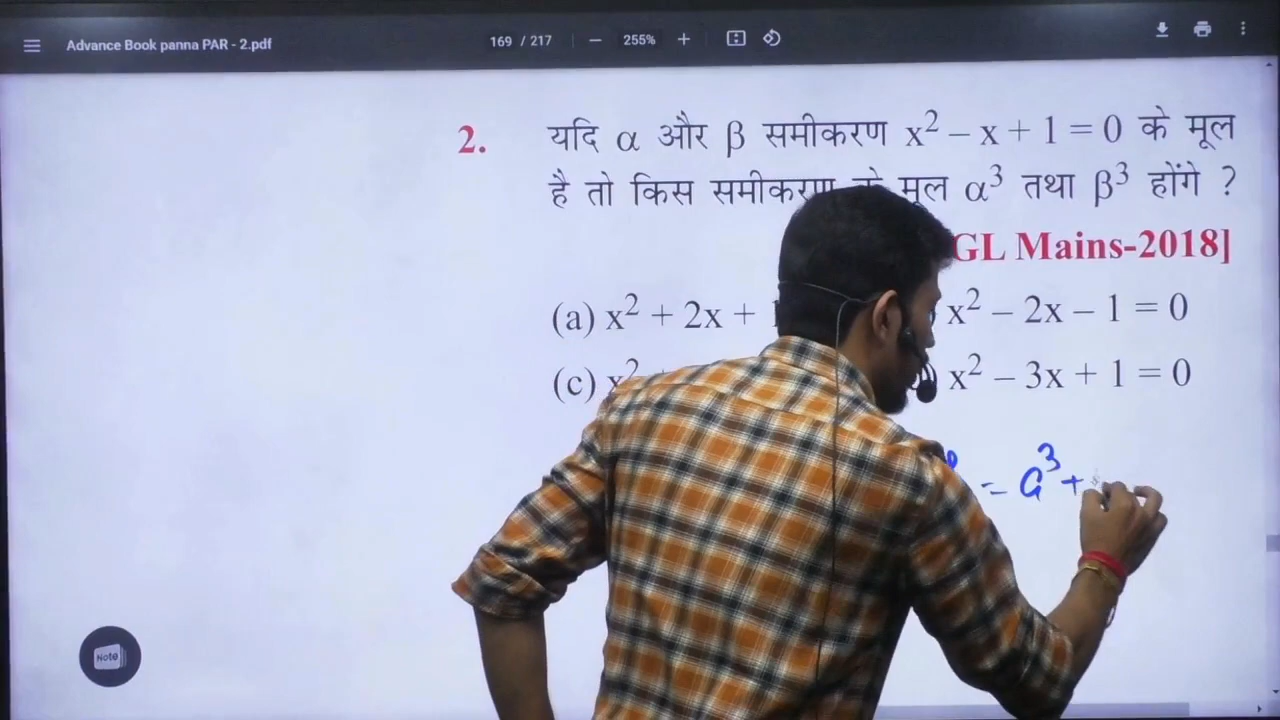 Advance Book panna PAR - 2.pdf 169 / 217 255%
2. यदि α और β समीकरण x² – x + 1 = 0 के मूल
है तो किस समीकरण मूल α³ तथा β³ होंगे ?
GL Mains-2018]
(a) x² + 2x + x² – 2x – 1 = 0
(c) x² x² – 3x + 1 = 0
= a³ +
Note